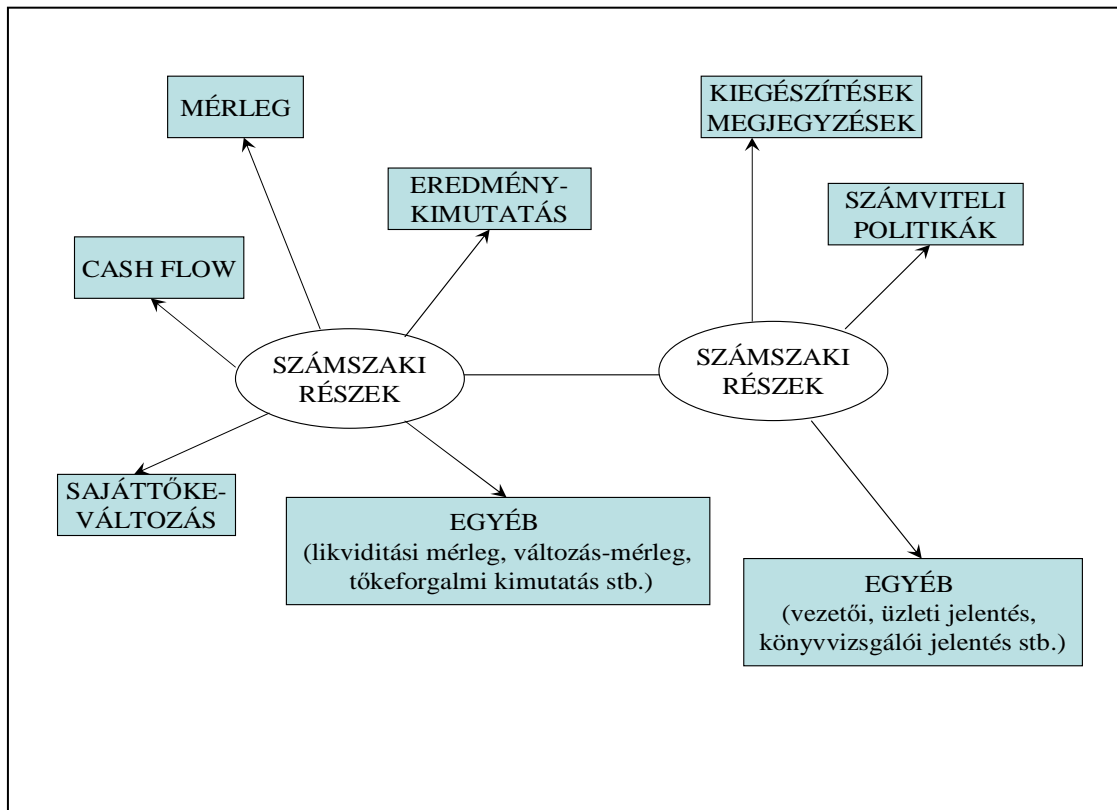 MÉRLEG
KIEGÉSZÍTÉSEK
MEGJEGYZÉSEK
EREDMÉNY-
KIMUTATÁS
SZÁMVITELI
POLITIKÁK
CASH FLOW
SZÁMSZAKI
RÉSZEK
SZÁMSZAKI
RÉSZEK
SAJÁTTŐKE-
VÁLTOZÁS
EGYÉB
(likviditási mérleg, változás-mérleg,
tőkeforgalmi kimutatás stb.)
EGYÉB
(vezetői, üzleti jelentés,
könyvvizsgálói jelentés stb.)